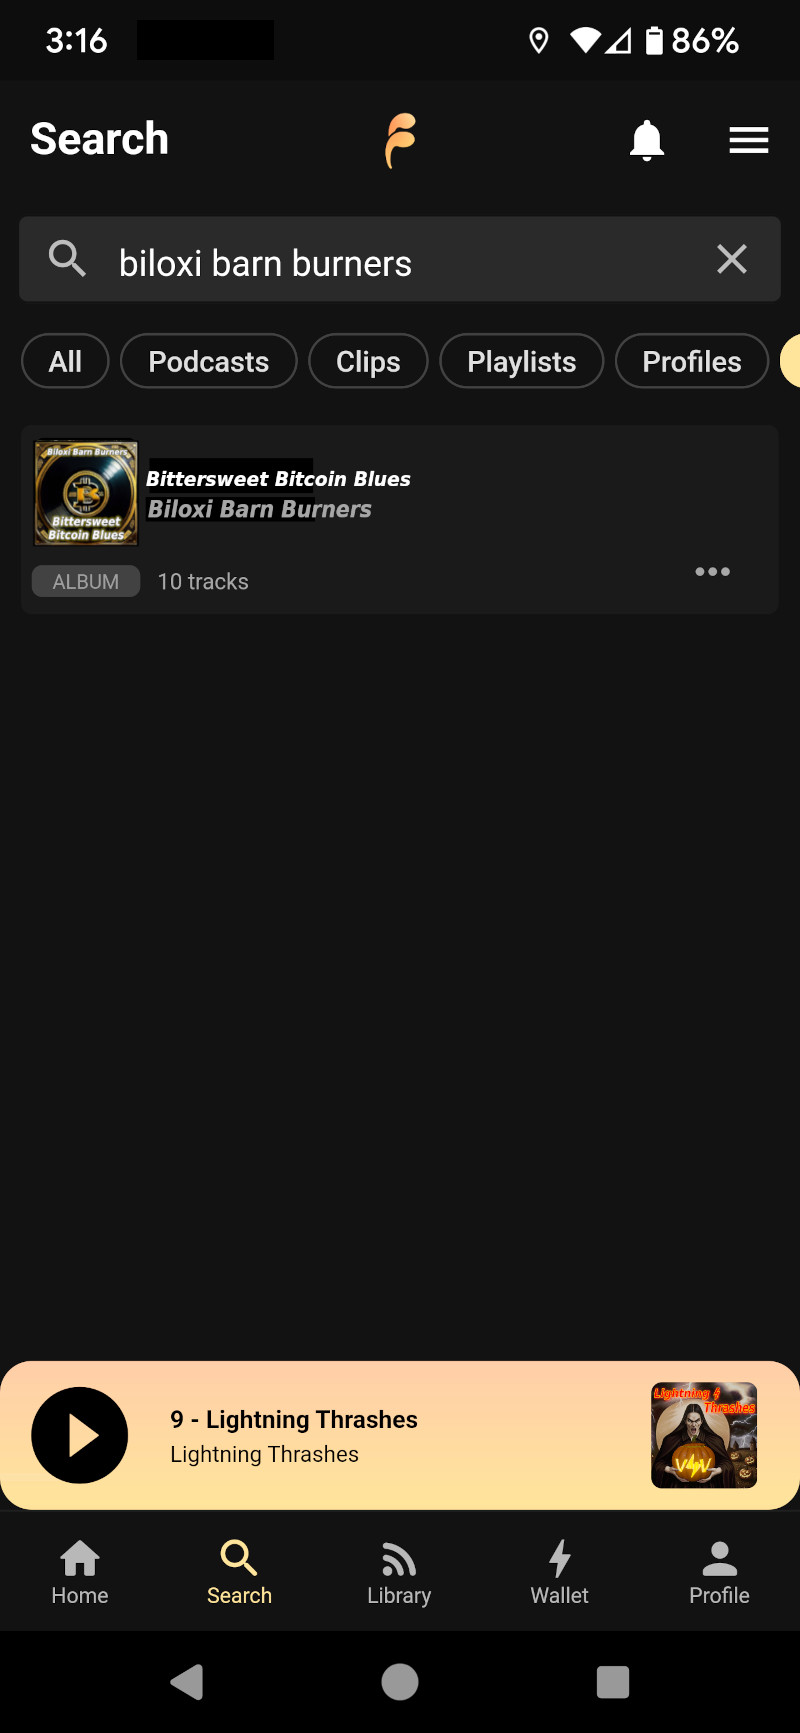 3:16
86%
Search
biloxi barn burners
All Podcasts Clips Playlists Profiles
Biloxi Barn Burners
Bittersweet
Bitcoin Blues
Bittersweet Bitcoin Blues
Biloxi Barn Burners
ALBUM 10 tracks
9 - Lightning Thrashes
Lightning Thrashes
Lightning
Thrashes
V4V
Home Search Library Wallet Profile